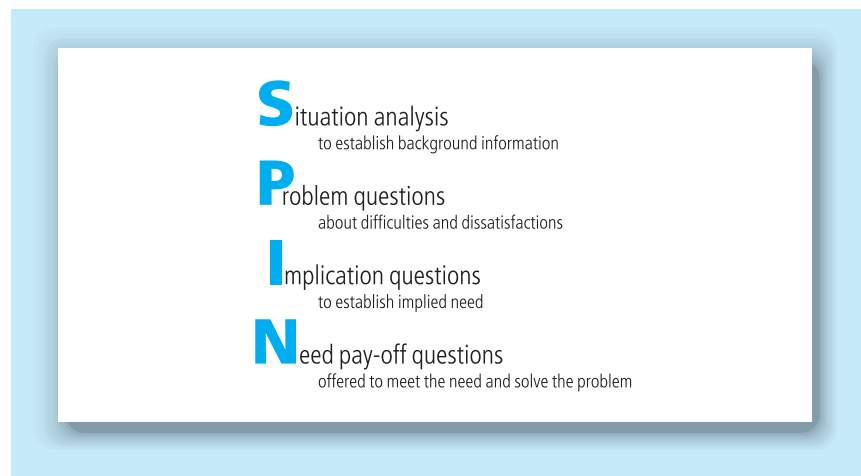 Situation analysis
to establish background information
Problem questions
about difficulties and dissatisfactions
Implication questions
to establish implied need
Need pay-off questions
offered to meet the need and solve the problem